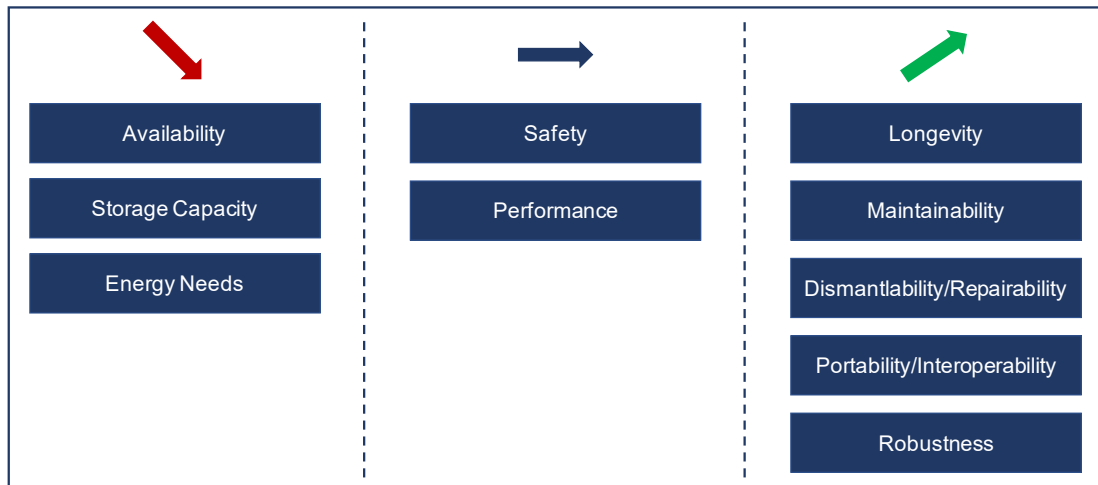 Availability
Storage Capacity
Energy Needs
Safety
Performance
Longevity
Maintainability
Dismantlability/Repairability
Portability/Interoperability
Robustness